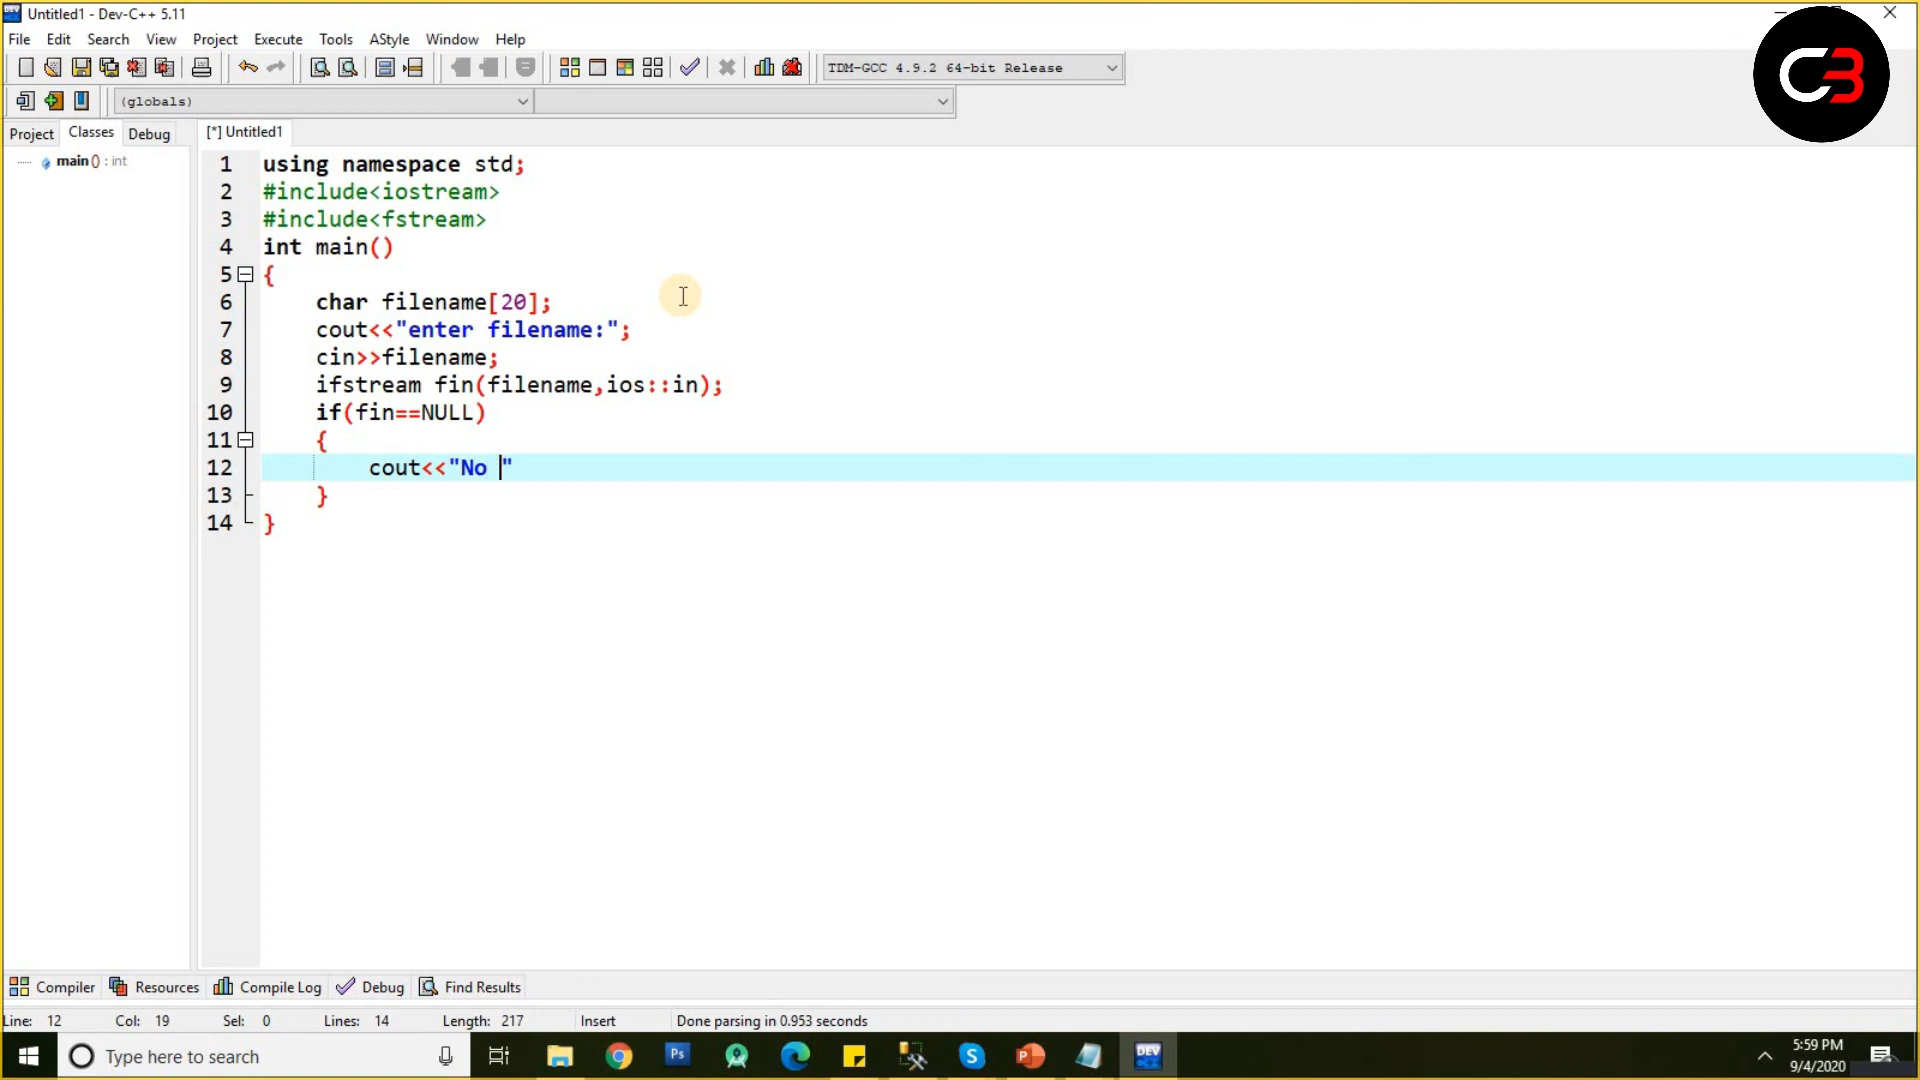 Untitled1 - Dev-C++ 5.11
File Edit Search View Project Execute Tools AStyle Window Help
TDM-GCC 4.9.2 64-bit Release
(globals)
Project Classes Debug [*] Untitled1
main() : int
1 using namespace std;
2 #include<iostream>
3 #include<fstream>
4 int main()
5 {
6 char filename[20];
7 cout<<"enter filename:";
8 cin>>filename;
9 ifstream fin(filename,ios::in);
10 if(fin==NULL)
11 {
12 cout<<"No "
13 }
14 }
Compiler Resources Compile Log Debug Find Results
Line: 12 Col: 19 Sel: 0 Lines: 14 Length: 217 Insert Done parsing in 0.953 seconds
Type here to search
Ps
S
P
DEV
5:59 PM
9/4/2020
C3